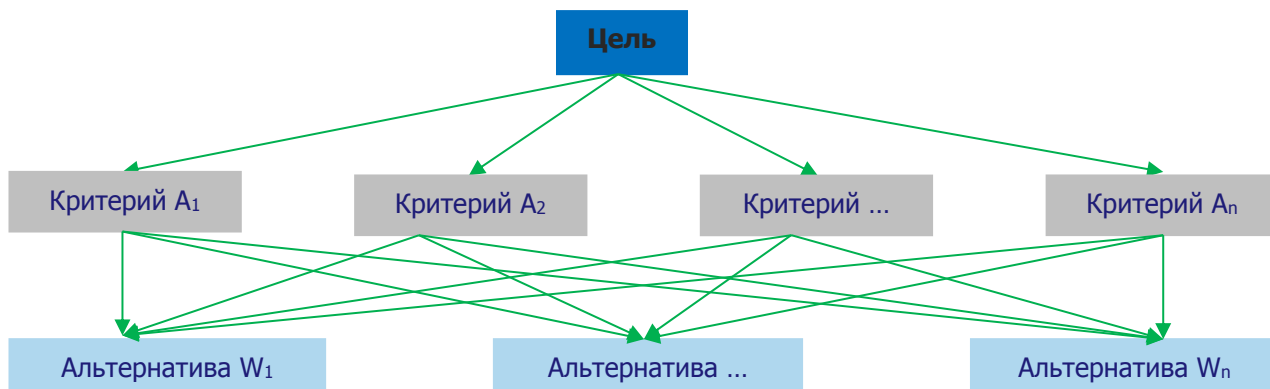 Цель
Критерий A₁
Критерий A₂
Критерий ...
Критерий Aₙ
Альтернатива W₁
Альтернатива ...
Альтернатива Wₙ